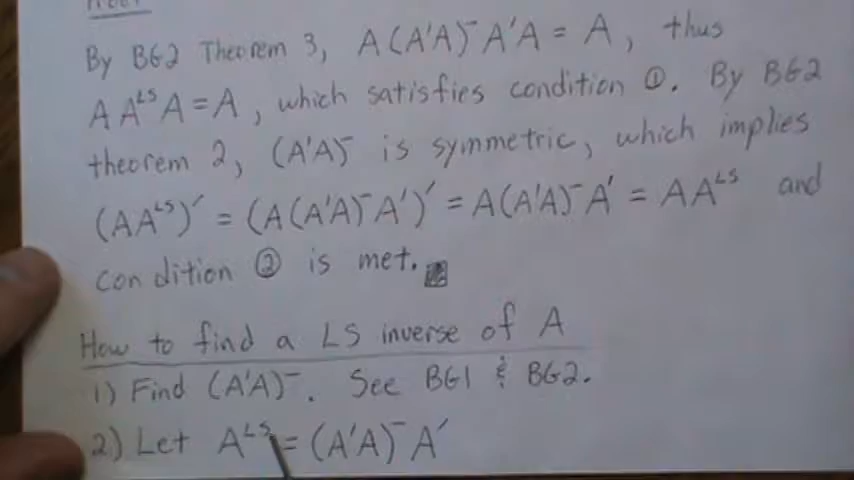 Proof
By BG2 Theorem 3, A(A'A)⁻A'A = A, thus
AA^{LS}A = A, which satisfies condition ①. By BG2
theorem 2, (A'A)⁻ is symmetric, which implies
(AA^{LS})' = (A(A'A)⁻A')' = A(A'A)⁻A' = AA^{LS} and
condition ② is met.
How to find a LS inverse of A
1) Find (A'A)⁻. See BG1 & BG2.
2) Let A^{LS} = (A'A)⁻A'